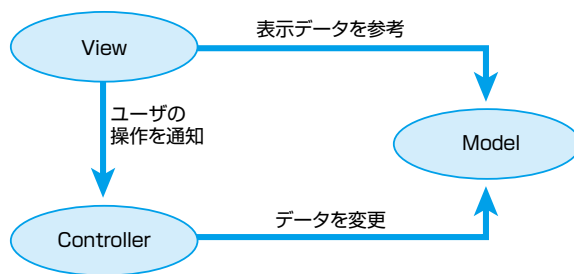 表示データを参考
View
ユーザの
操作を通知
Model
データを変更
Controller